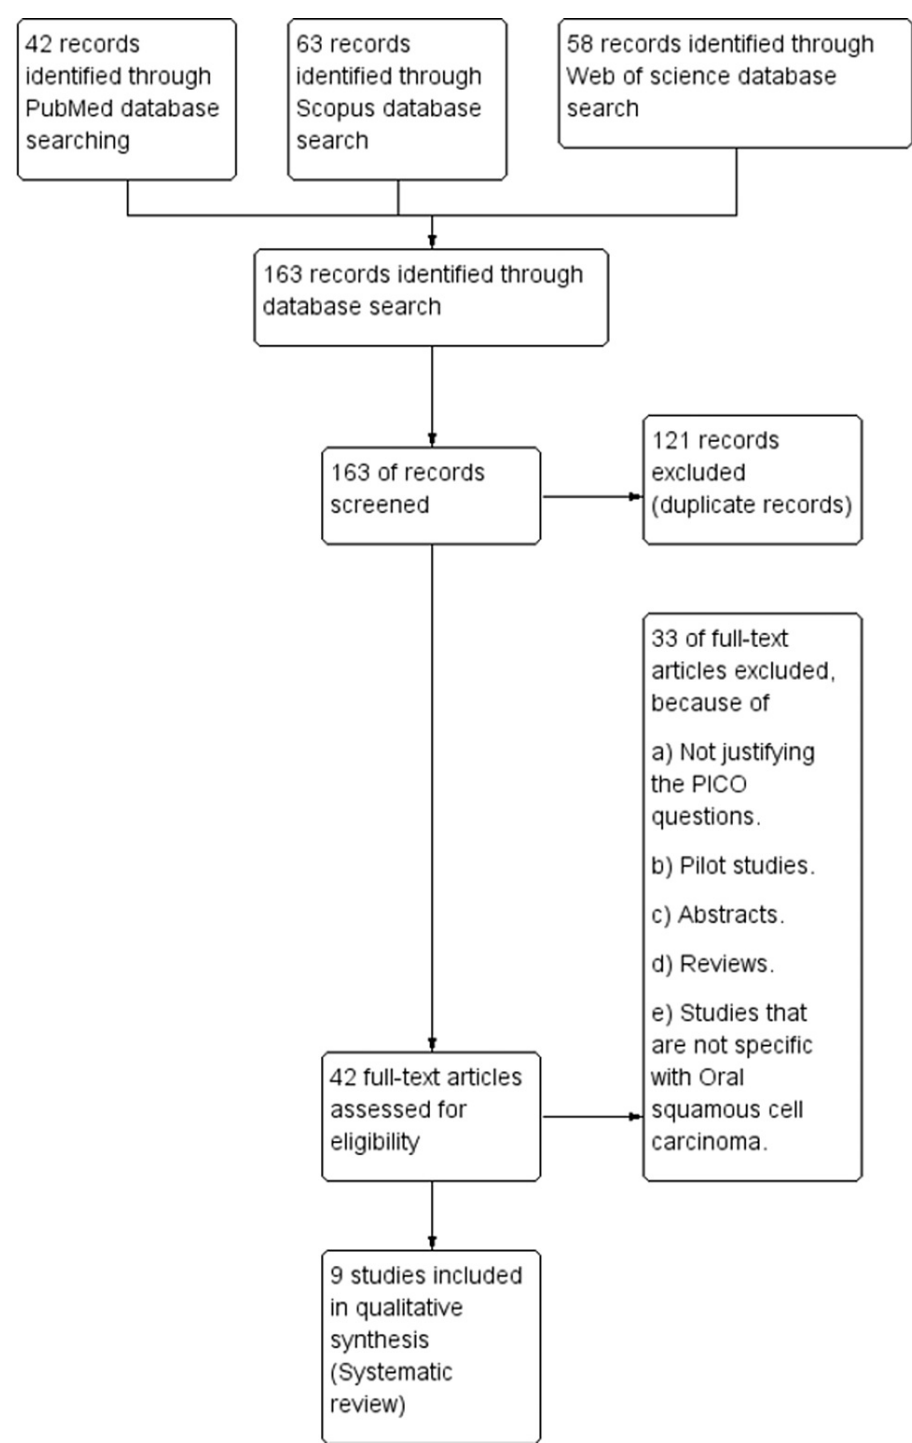 42 records
identified through
PubMed database
searching
63 records
identified through
Scopus database
search
58 records identified through
Web of science database
search
163 records identified through
database search
163 of records
screened
121 records
excluded
(duplicate records)
33 of full-text
articles excluded,
because of
a) Not justifying
the PICO
questions.
b) Pilot studies.
c) Abstracts.
d) Reviews.
e) Studies that
are not specific
with Oral
squamous cell
carcinoma.
42 full-text articles
assessed for
eligibility
9 studies included
in qualitative
synthesis
(Systematic
review)